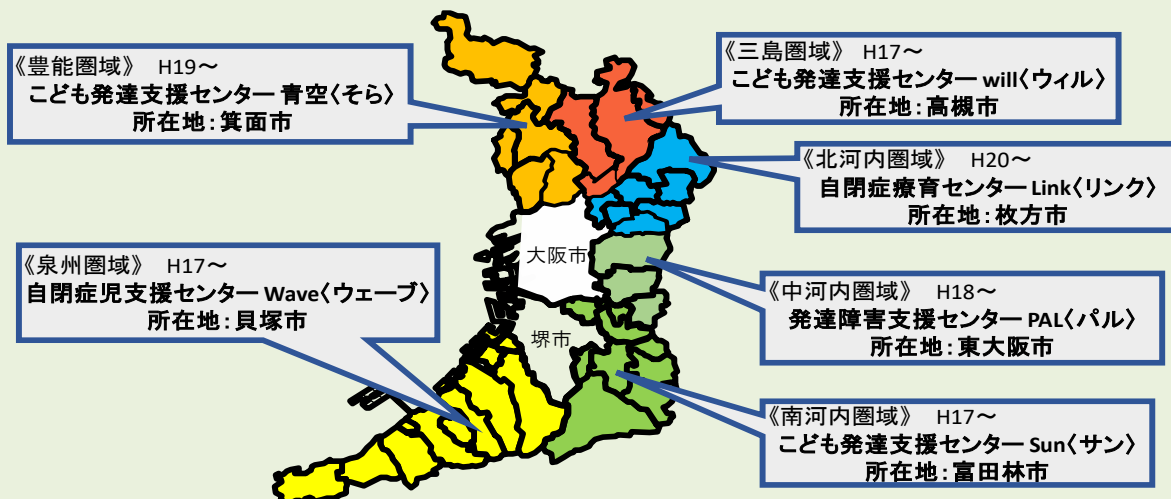 《豊能圏域》 H19～
こども発達支援センター 青空〈そら〉
所在地：箕面市
《三島圏域》 H17～
こども発達支援センター will〈ウィル〉
所在地：高槻市
《北河内圏域》 H20～
自閉症療育センター Link〈リンク〉
所在地：枚方市
大阪市
《泉州圏域》 H17～
自閉症児支援センター Wave〈ウェーブ〉
所在地：貝塚市
《中河内圏域》 H18～
発達障害支援センター PAL〈パル〉
所在地：東大阪市
堺市
《南河内圏域》 H17～
こども発達支援センター Sun〈サン〉
所在地：富田林市